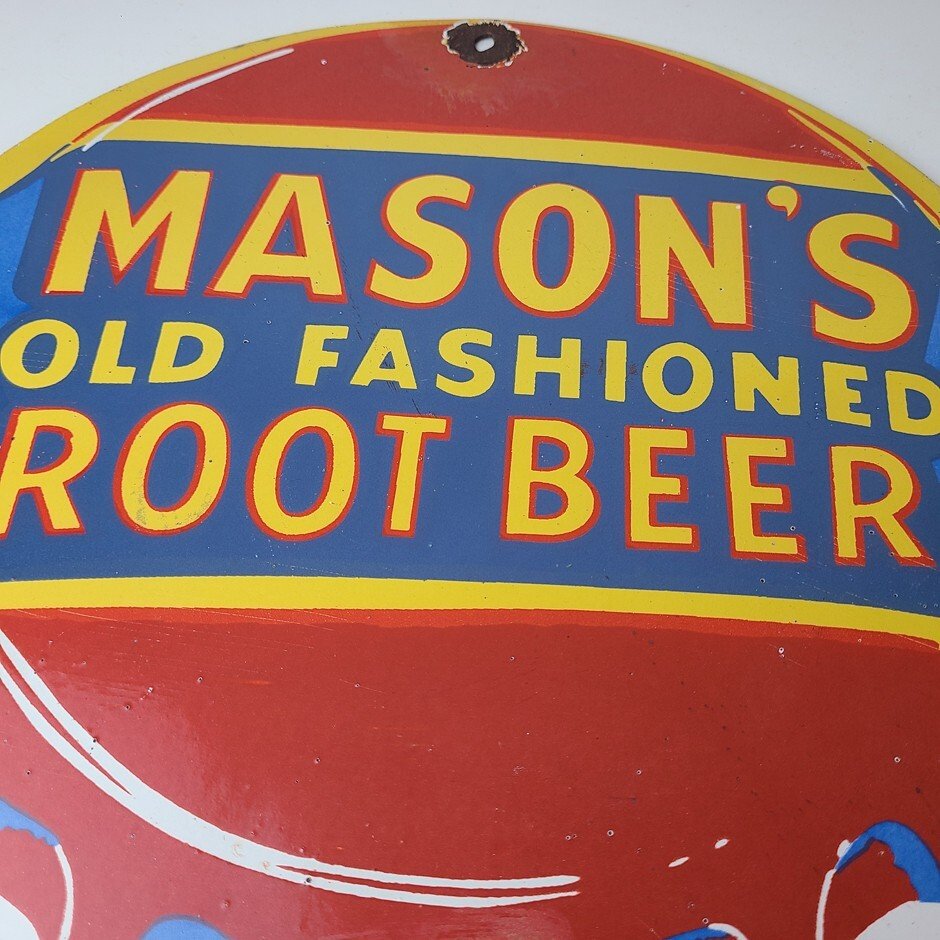 MASON'S
OLD FASHIONED
ROOT BEER